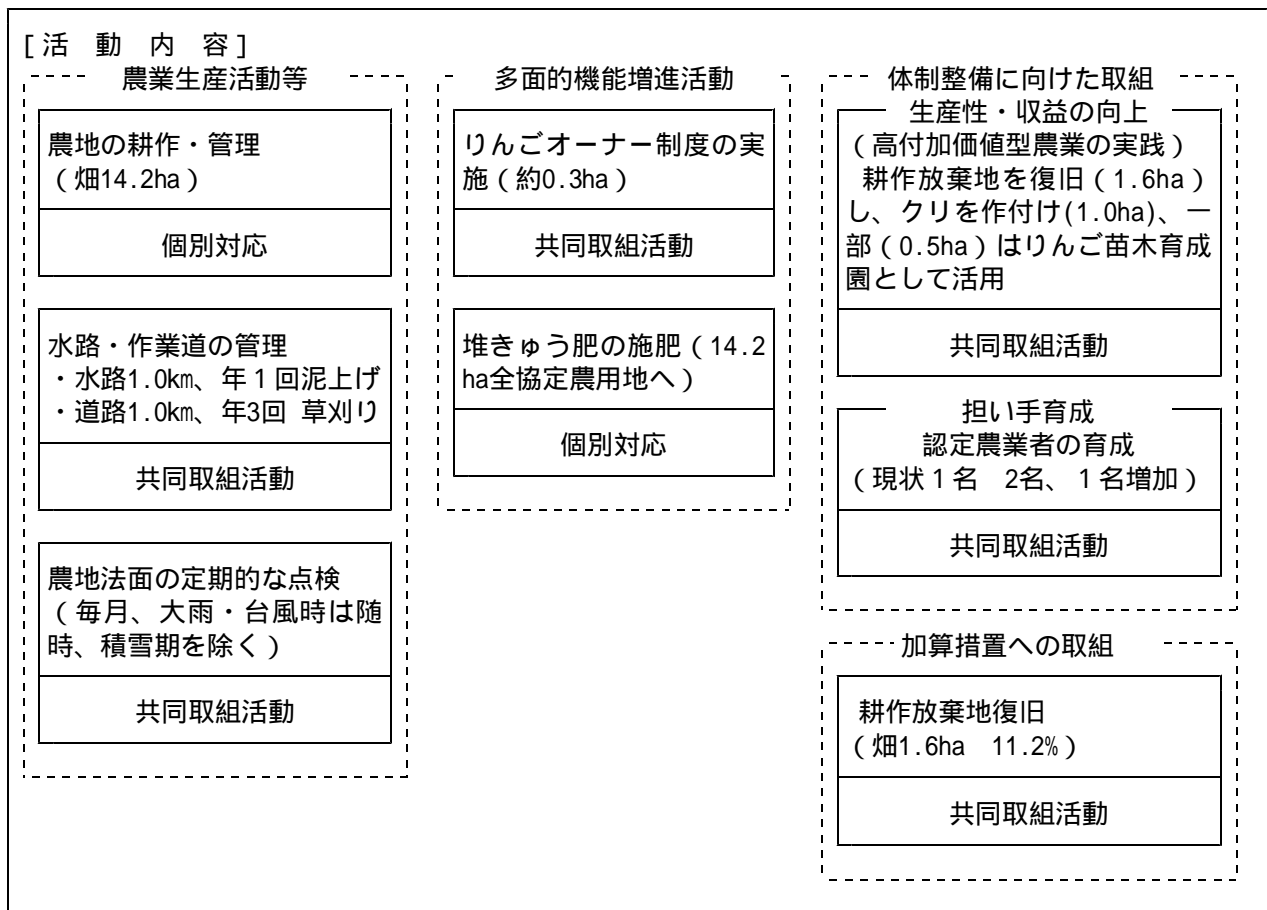 [活 動 内 容]
農業生産活動等
農地の耕作・管理
（畑14.2ha）
個別対応
水路・作業道の管理
・水路1.0km、年１回泥上げ
・道路1.0km、年3回 草刈り
共同取組活動
農地法面の定期的な点検
（毎月、大雨・台風時は随
時、積雪期を除く）
共同取組活動
多面的機能増進活動
りんごオーナー制度の実
施（約0.3ha）
共同取組活動
堆きゅう肥の施肥（14.2
ha全協定農用地へ）
個別対応
体制整備に向けた取組
生産性・収益の向上
（高付加価値型農業の実践）
耕作放棄地を復旧（1.6ha）
し、クリを作付け(1.0ha)、一
部（0.5ha）はりんご苗木育成
園として活用
共同取組活動
担い手育成
認定農業者の育成
（現状１名　2名、１名増加）
共同取組活動
加算措置への取組
耕作放棄地復旧
（畑1.6ha　11.2%）
共同取組活動